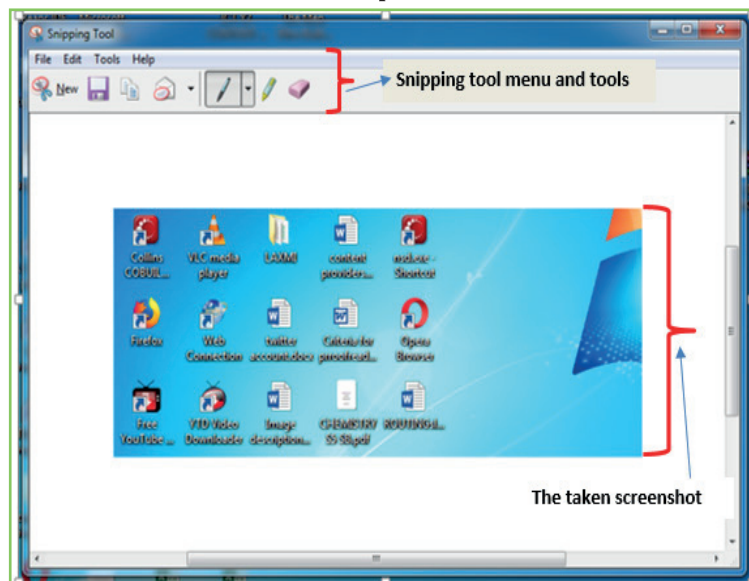 Snipping Tool
File Edit Tools Help
New
Snipping tool menu and tools
Collins COBUIL...
VLC media player
LAXMI
content providers...
Shortcut
Firefox
Web Connection
twitter account.docx
Criteria for proofread...
Opera Browser
Free YouTube ...
YTD Video Downloader
Image description...
CHEMISTRY S5 SB.pdf
The taken screenshot